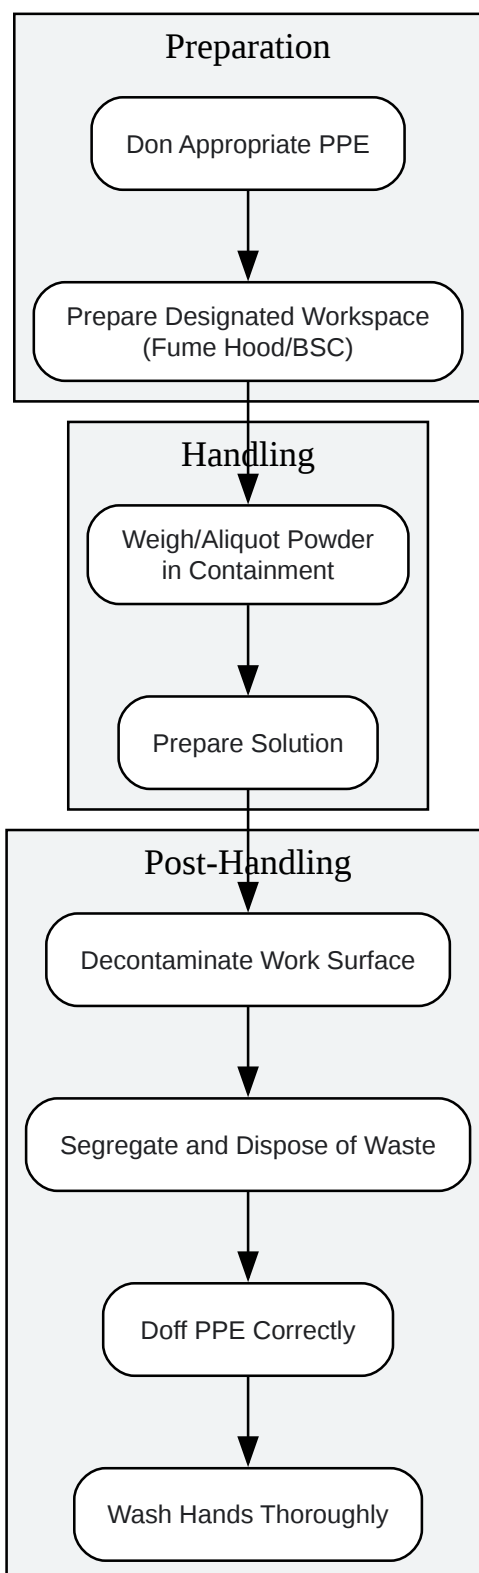 Preparation
Don Appropriate PPE
Prepare Designated Workspace
(Fume Hood/BSC)
Handling
Weigh/Aliquot Powder
in Containment
Prepare Solution
Post-Handling
Decontaminate Work Surface
Segregate and Dispose of Waste
Doff PPE Correctly
Wash Hands Thoroughly